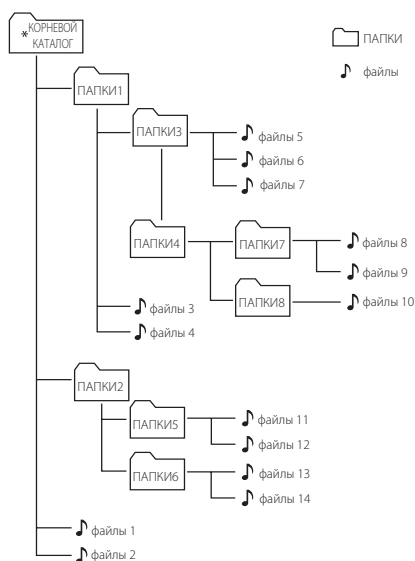 *КОРНЕВОЙ
КАТАЛОГ
ПАПКИ
файлы
ПАПКИ1
ПАПКИ3
файлы 5
файлы 6
файлы 7
ПАПКИ4
ПАПКИ7
файлы 8
файлы 9
ПАПКИ8
файлы 10
файлы 3
файлы 4
ПАПКИ2
ПАПКИ5
файлы 11
файлы 12
ПАПКИ6
файлы 13
файлы 14
файлы 1
файлы 2